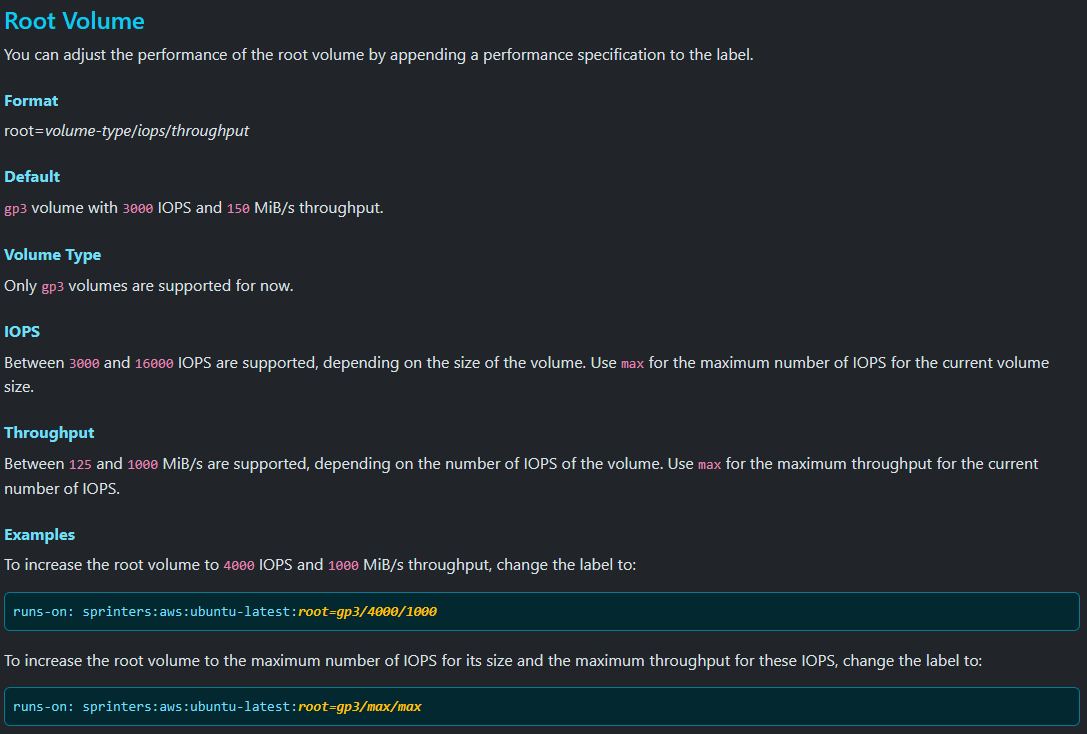 Root Volume
You can adjust the performance of the root volume by appending a performance specification to the label.
Format
root=volume-type/iops/throughput
Default
gp3 volume with 3000 IOPS and 150 MiB/s throughput.
Volume Type
Only gp3 volumes are supported for now.
IOPS
Between 3000 and 16000 IOPS are supported, depending on the size of the volume. Use max for the maximum number of IOPS for the current volume
size.
Throughput
Between 125 and 1000 MiB/s are supported, depending on the number of IOPS of the volume. Use max for the maximum throughput for the current
number of IOPS.
Examples
To increase the root volume to 4000 IOPS and 1000 MiB/s throughput, change the label to:
runs-on: sprinters:aws:ubuntu-latest:root=gp3/4000/1000
To increase the root volume to the maximum number of IOPS for its size and the maximum throughput for these IOPS, change the label to:
runs-on: sprinters:aws:ubuntu-latest:root=gp3/max/max